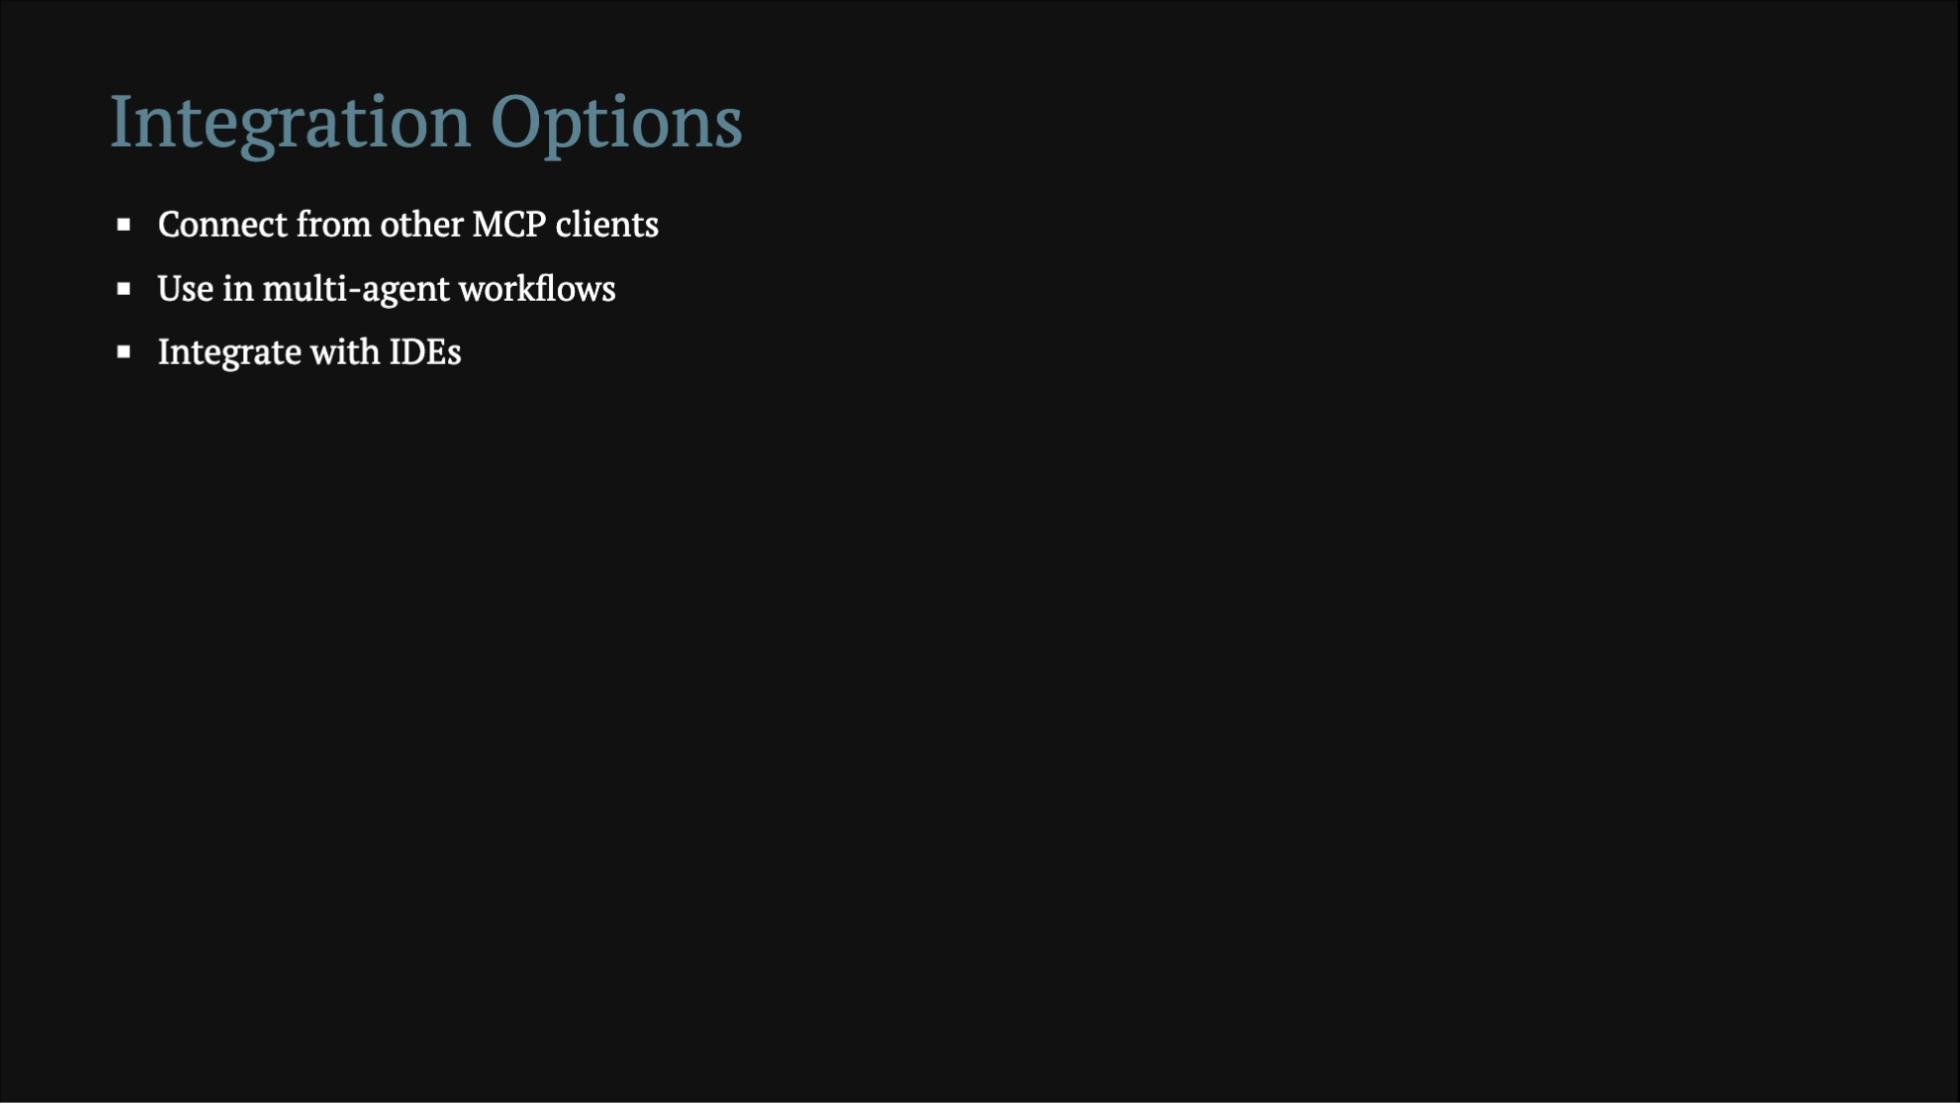 Integration Options
▪ Connect from other MCP clients
▪ Use in multi-agent workflows
▪ Integrate with IDEs